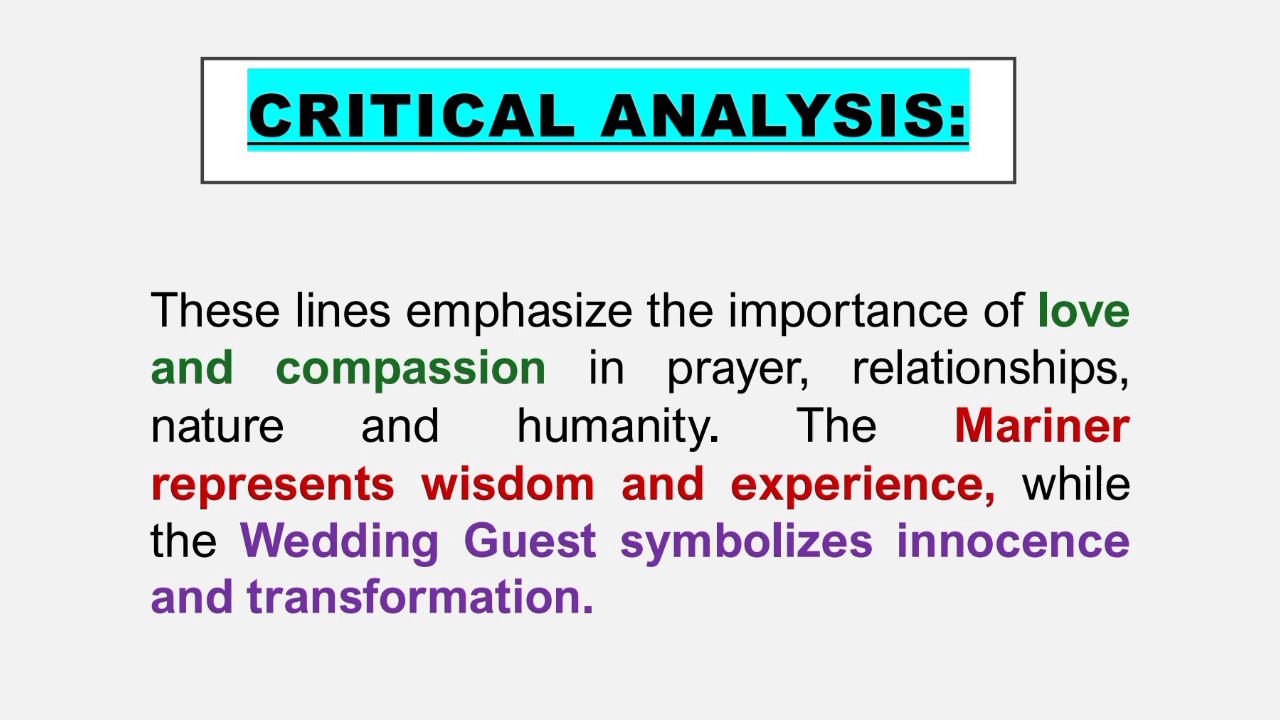 CRITICAL ANALYSIS:
These lines emphasize the importance of love
and compassion in prayer, relationships,
nature and humanity. The Mariner
represents wisdom and experience, while
the Wedding Guest symbolizes innocence
and transformation.